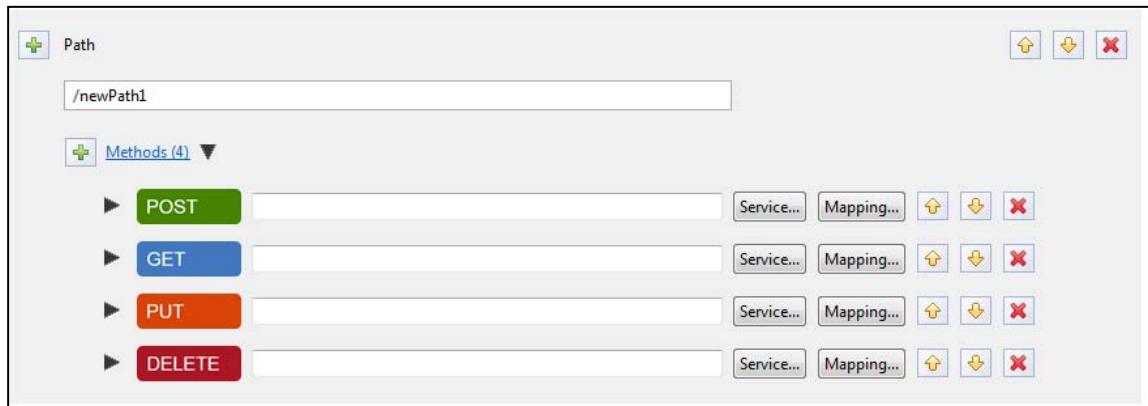 Path
/newPath1
Methods (4)
POST Service... Mapping...
GET Service... Mapping...
PUT Service... Mapping...
DELETE Service... Mapping...